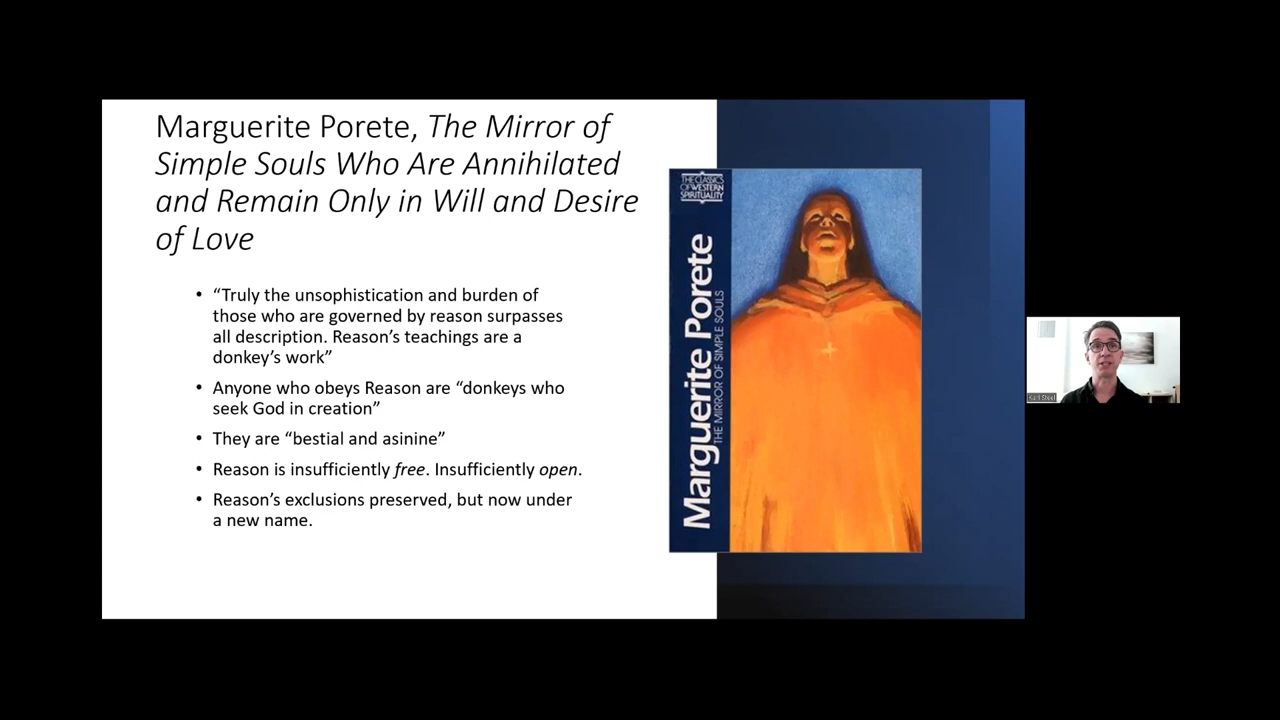 Marguerite Porete, The Mirror of
Simple Souls Who Are Annihilated
and Remain Only in Will and Desire
of Love
• “Truly the unsophistication and burden of
those who are governed by reason surpasses
all description. Reason’s teachings are a
donkey’s work”
• Anyone who obeys Reason are “donkeys who
seek God in creation”
• They are “bestial and asinine”
• Reason is insufficiently free. Insufficiently open.
• Reason’s exclusions preserved, but now under
a new name.
THE CLASSICS
OF WESTERN
SPIRITUALITY
Marguerite Porete
THE MIRROR OF SIMPLE SOULS
Karl Steel